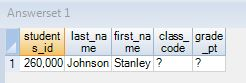 Answerset 1
student
s_id last_na
me first_na
me class_
code grade
_pt
1 260,000 Johnson Stanley ? ?